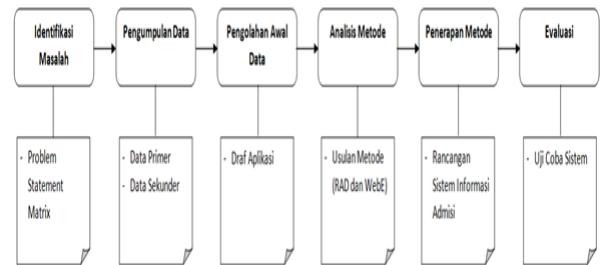 Identifikasi
Masalah
Pengumpulan Data
Pengolahan Awal
Data
Analisis Metode
Penerapan Metode
Evaluasi
- Problem
Statement
Matrix
- Data Primer
- Data Sekunder
- Draf Aplikasi
- Usulan Metode
(RAD dan WebE)
- Rancangan
Sistem Informasi
Admisi
- Uji Coba Sistem